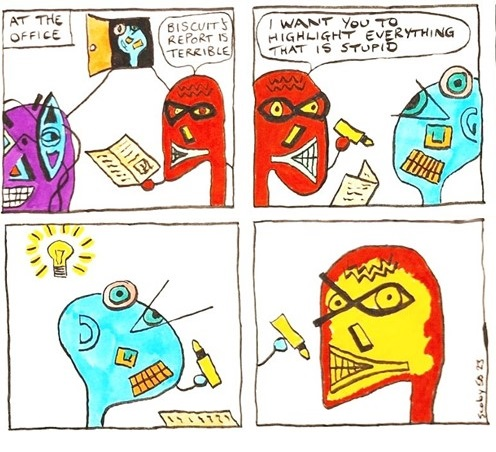 AT THE
OFFICE
BISCUIT'S
REPORT IS
TERRIBLE
I WANT YOU TO
HIGHLIGHT EVERYTHING
THAT IS STUPID